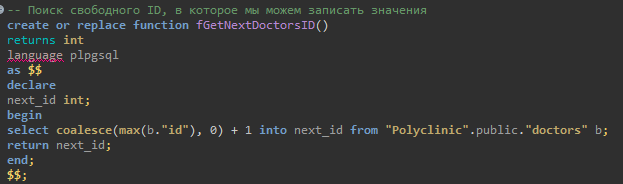 -- Поиск свободного ID, в которое мы можем записать значения
create or replace function fGetNextDoctorsID()
returns int
language plpgsql
as $$
declare
next_id int;
begin
select coalesce(max(b."id"), 0) + 1 into next_id from "Polyclinic".public."doctors" b;
return next_id;
end;
$$;